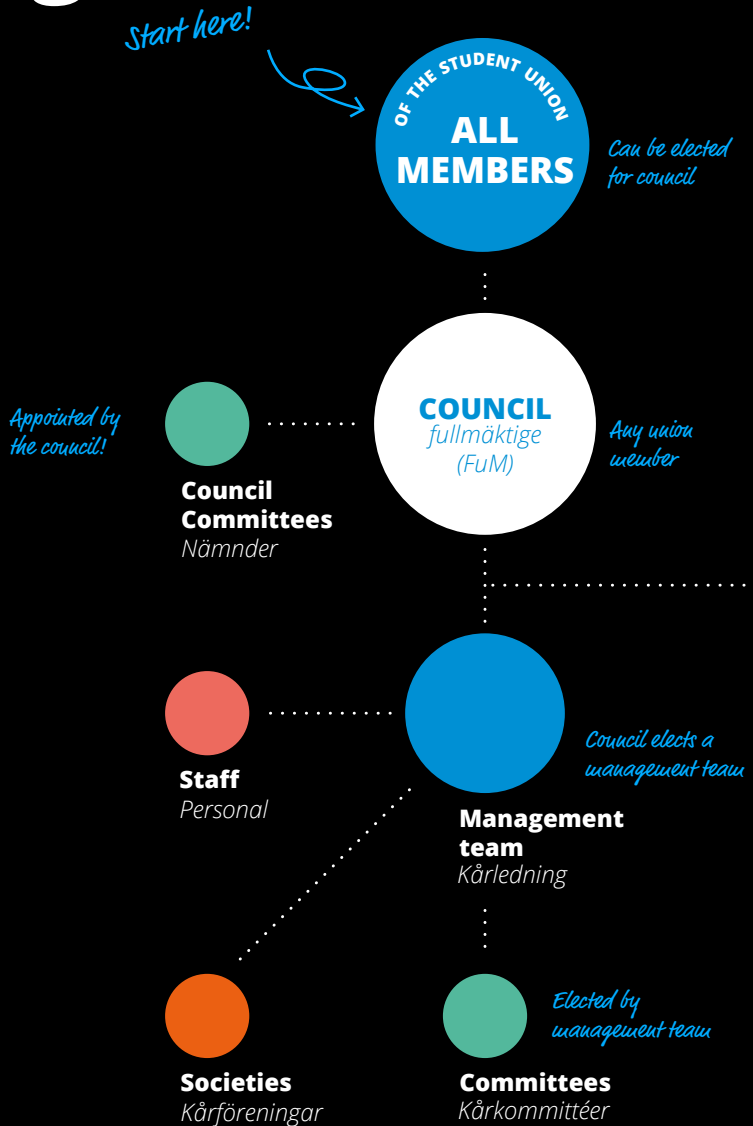 Start here!
OF THE STUDENT UNION
ALL
MEMBERS
Can be elected
for council
Appointed by
the council!
COUNCIL
fullmäktige
(FuM)
Any union
member
Council
Committees
Nämnder
Council elects a
management team
Staff
Personal
Management
team
Kårledning
Elected by
management team
Societies
Kårföreningar
Committees
Kårkommittéer